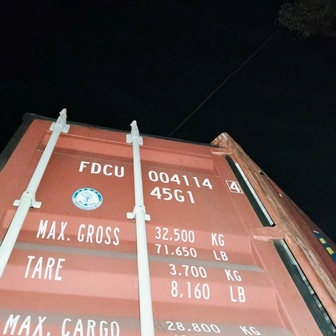 FDCU 004114 4
45G1
MAX. GROSS 32,500 KG
71,650 LB
TARE 3,700 KG
8,160 LB
MAX. CARGO 28,800 KG